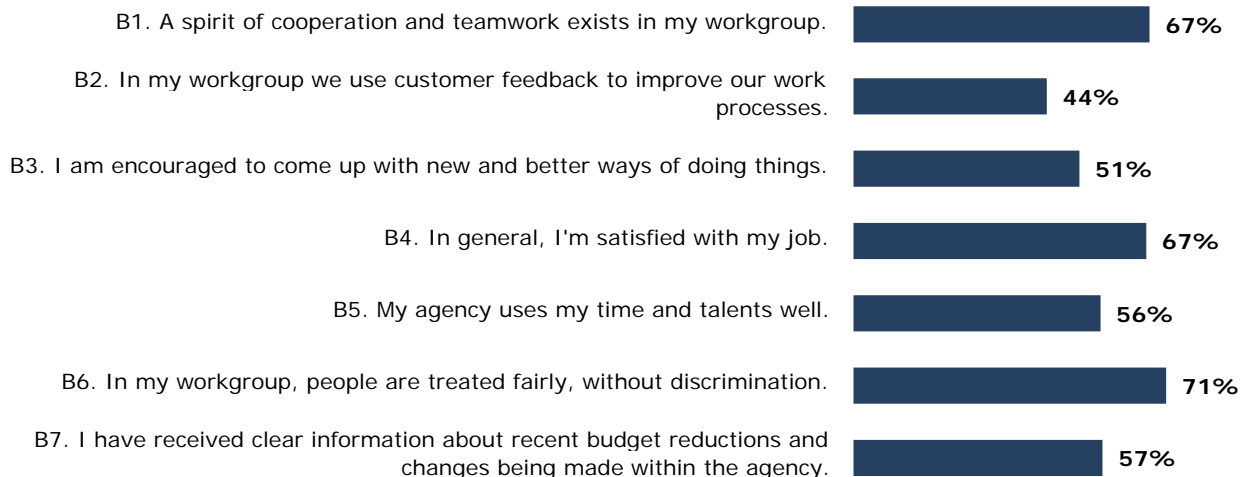 B1. A spirit of cooperation and teamwork exists in my workgroup.
67%
B2. In my workgroup we use customer feedback to improve our work
processes.
44%
B3. I am encouraged to come up with new and better ways of doing things.
51%
B4. In general, I'm satisfied with my job.
67%
B5. My agency uses my time and talents well.
56%
B6. In my workgroup, people are treated fairly, without discrimination.
71%
B7. I have received clear information about recent budget reductions and
changes being made within the agency.
57%